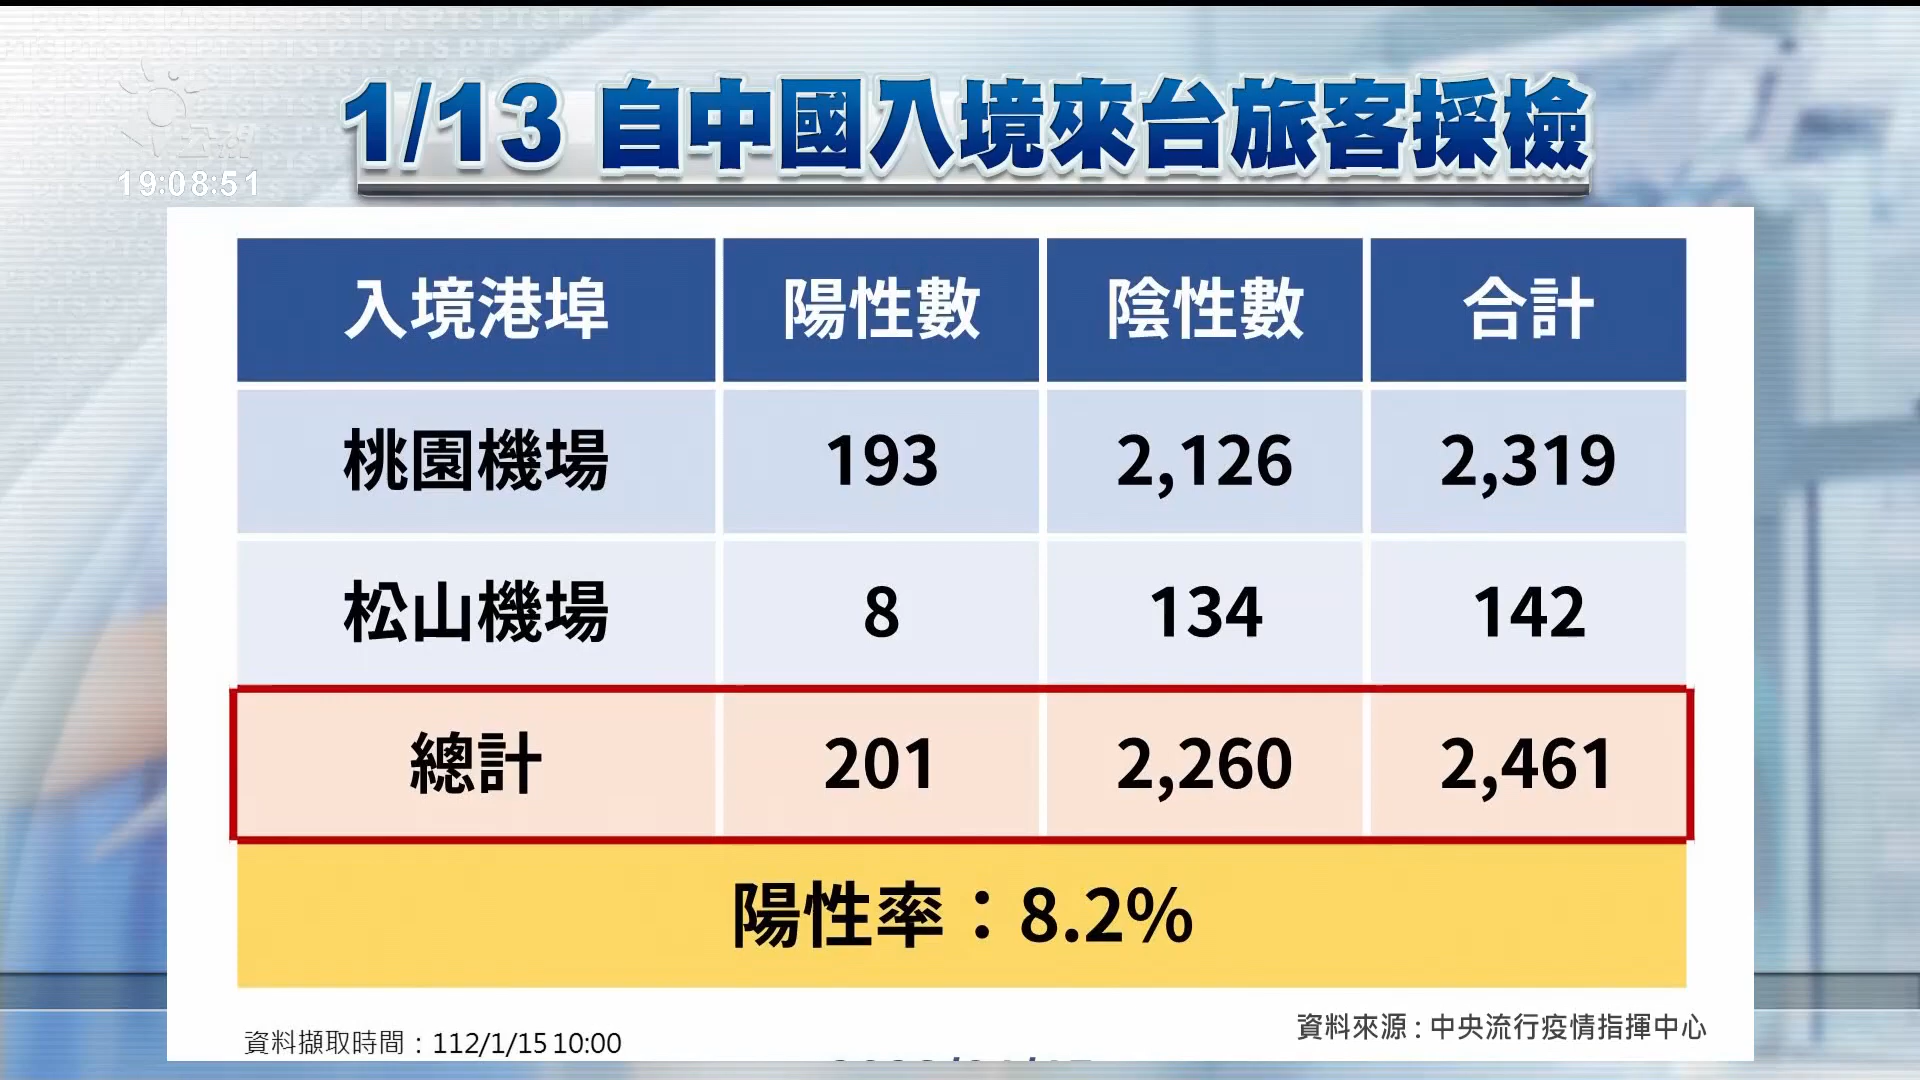 公視
19:08:51
1/13 自中國入境來台旅客採檢
入境港埠 陽性數 陰性數 合計
桃園機場 193 2,126 2,319
松山機場 8 134 142
總計 201 2,260 2,461
陽性率：8.2%
資料擷取時間：112/1/15 10:00
資料來源 : 中央流行疫情指揮中心